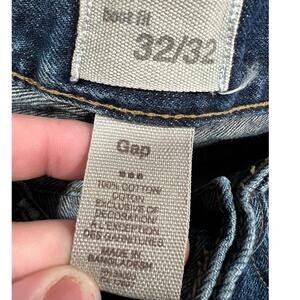 boot fit
32/32
Gap
100% COTTON/
COTON
EXCLUSIVE OF
DECORATION
À L'EXCEPTION
DES GARNITURES
MADE IN
BANGLADESH